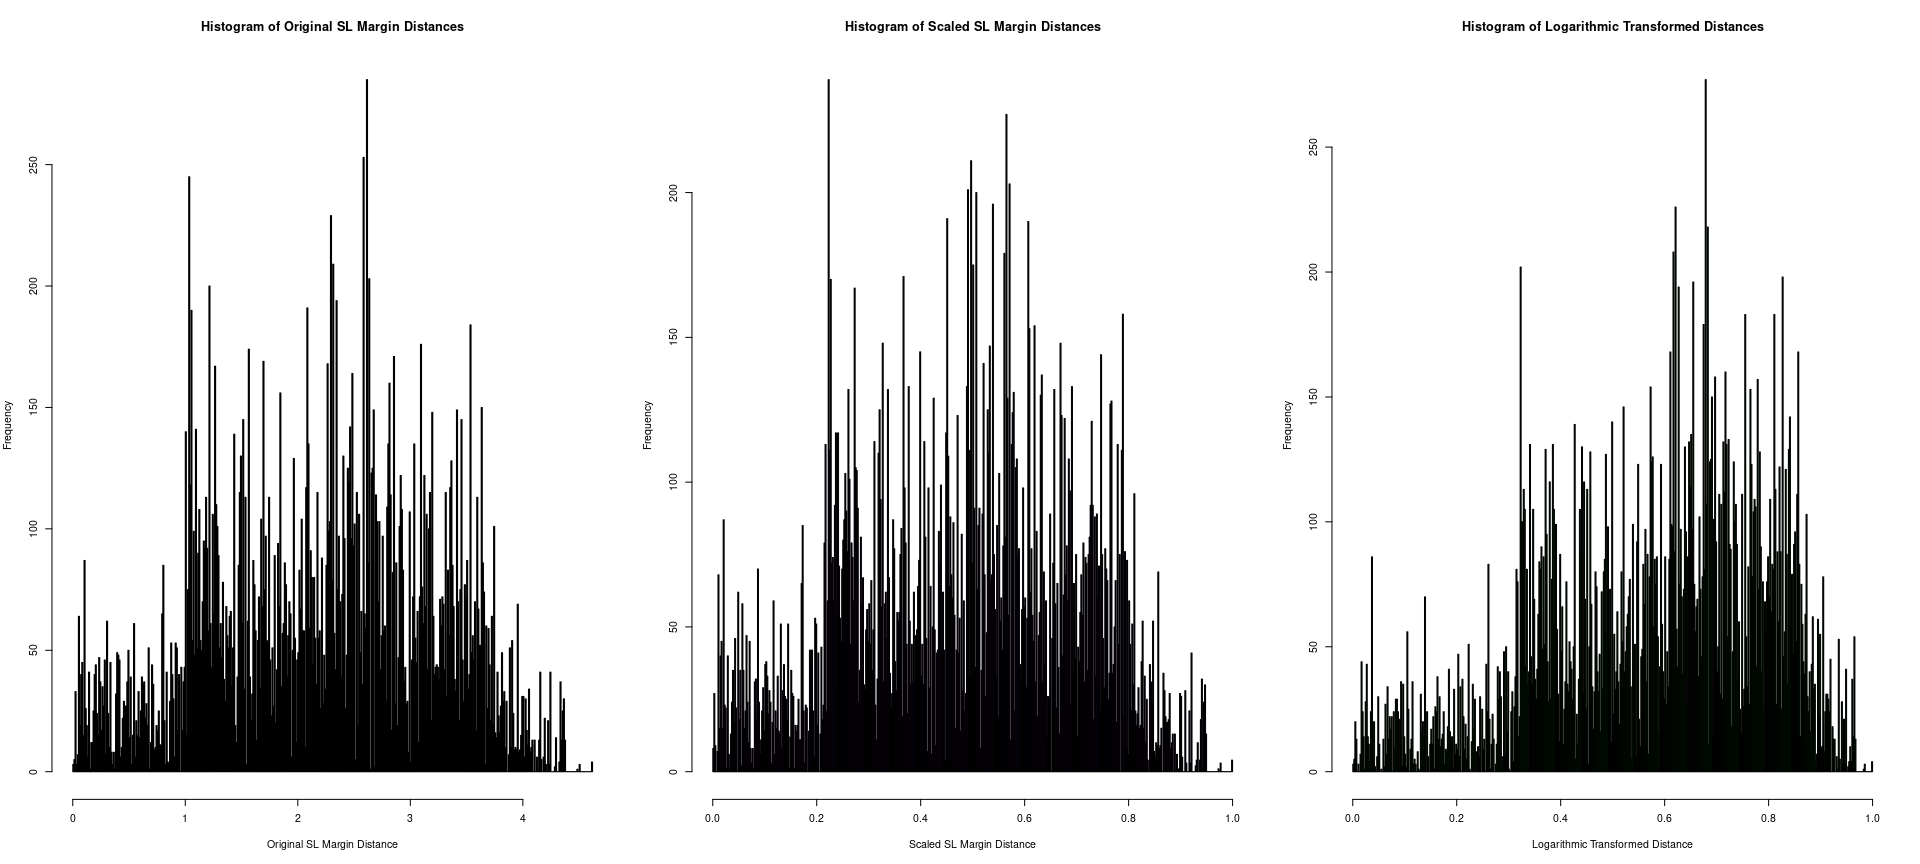 Histogram of Original SL Margin Distances
Frequency
0
50
100
150
200
250
0 1 2 3 4
Original SL Margin Distance
Histogram of Scaled SL Margin Distances
Frequency
0
50
100
150
200
0.0 0.2 0.4 0.6 0.8 1.0
Scaled SL Margin Distance
Histogram of Logarithmic Transformed Distances
Frequency
0
50
100
150
200
250
0.0 0.2 0.4 0.6 0.8 1.0
Logarithmic Transformed Distance